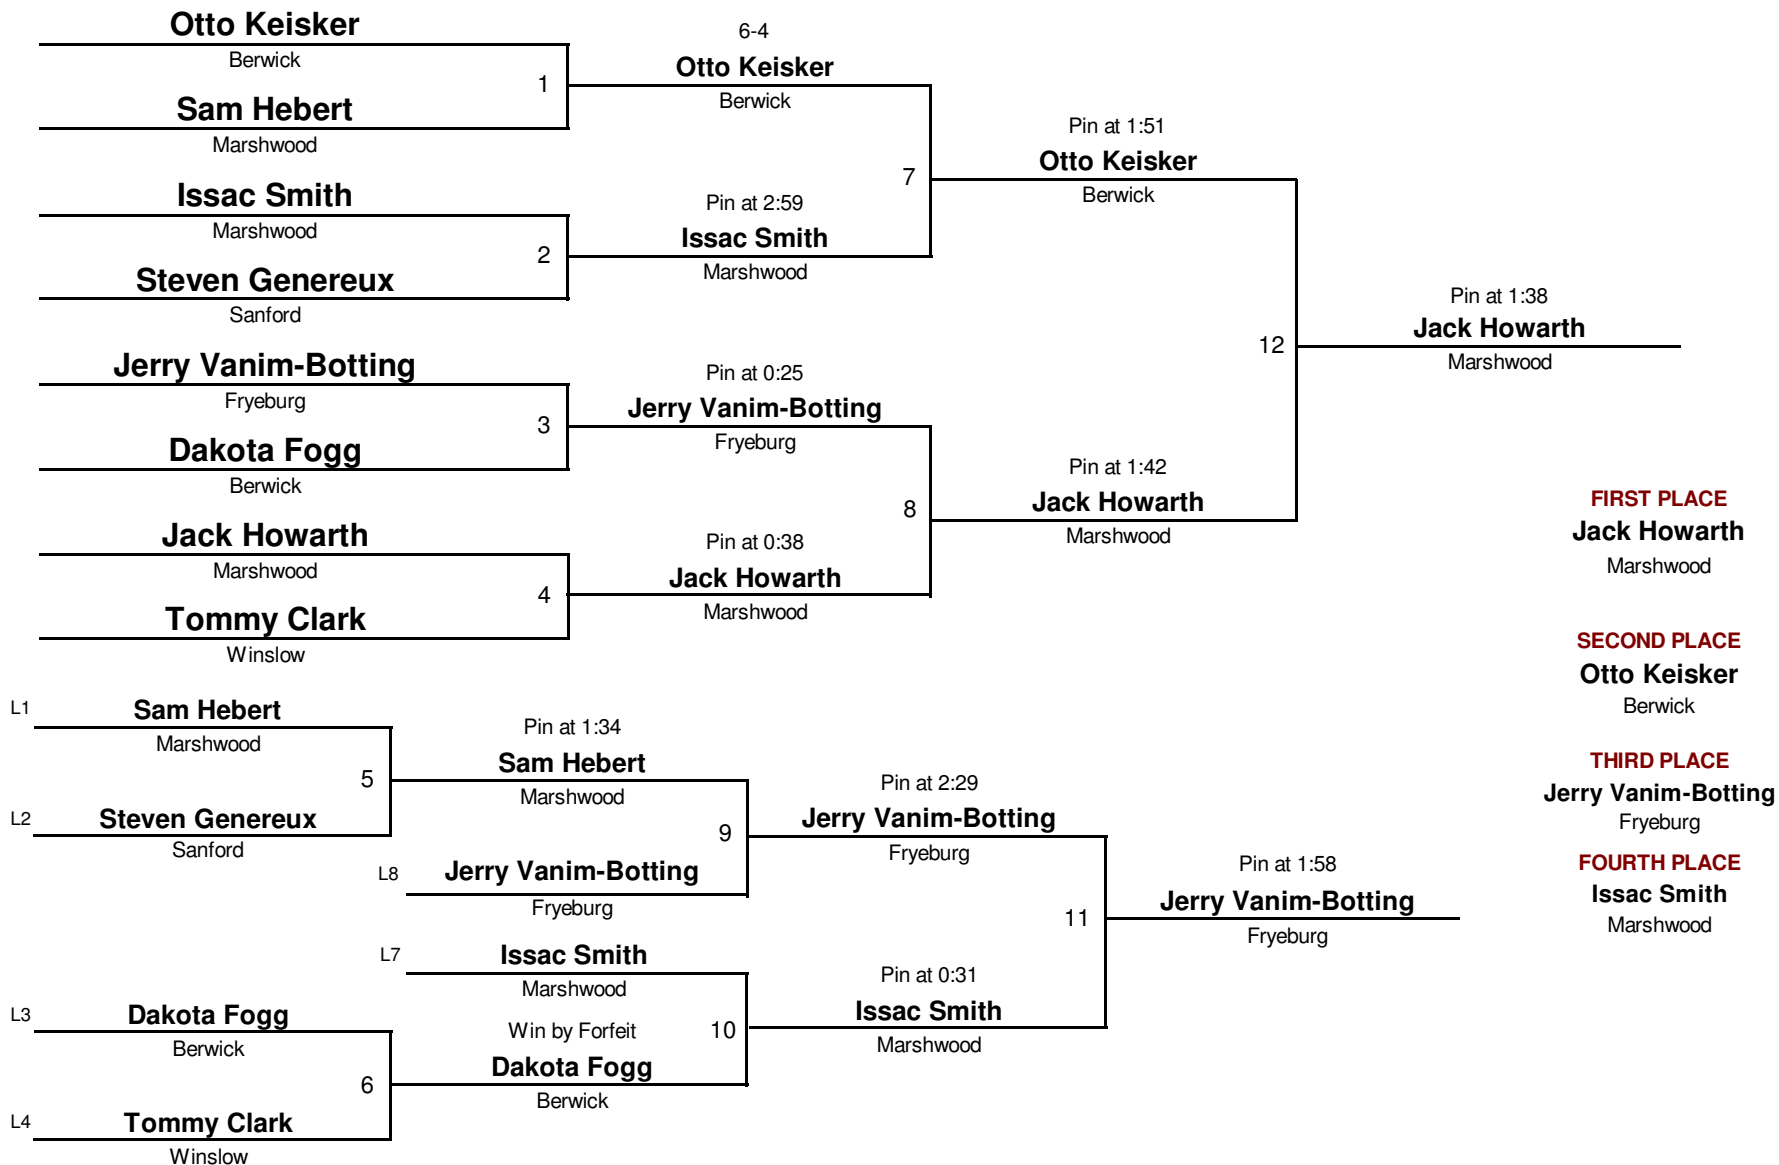 Otto Keisker
Berwick
1
Sam Hebert
Marshwood
Issac Smith
Marshwood
2
Steven Genereux
Sanford
Jerry Vanim-Botting
Fryeburg
3
Dakota Fogg
Berwick
Jack Howarth
Marshwood
4
Tommy Clark
Winslow
6-4
Otto Keisker
Berwick
7
Pin at 2:59
Issac Smith
Marshwood
Pin at 0:25
Jerry Vanim-Botting
Fryeburg
8
Pin at 0:38
Jack Howarth
Marshwood
Pin at 1:51
Otto Keisker
Berwick
12
Pin at 1:42
Jack Howarth
Marshwood
Pin at 1:38
Jack Howarth
Marshwood
L1
Sam Hebert
Marshwood
5
L2
Steven Genereux
Sanford
L3
Dakota Fogg
Berwick
6
L4
Tommy Clark
Winslow
Pin at 1:34
Sam Hebert
Marshwood
9
L8
Jerry Vanim-Botting
Fryeburg
L7
Issac Smith
Marshwood
Win by Forfeit
10
Dakota Fogg
Berwick
Pin at 2:29
Jerry Vanim-Botting
Fryeburg
11
Pin at 0:31
Issac Smith
Marshwood
Pin at 1:58
Jerry Vanim-Botting
Fryeburg
FIRST PLACE
Jack Howarth
Marshwood
SECOND PLACE
Otto Keisker
Berwick
THIRD PLACE
Jerry Vanim-Botting
Fryeburg
FOURTH PLACE
Issac Smith
Marshwood